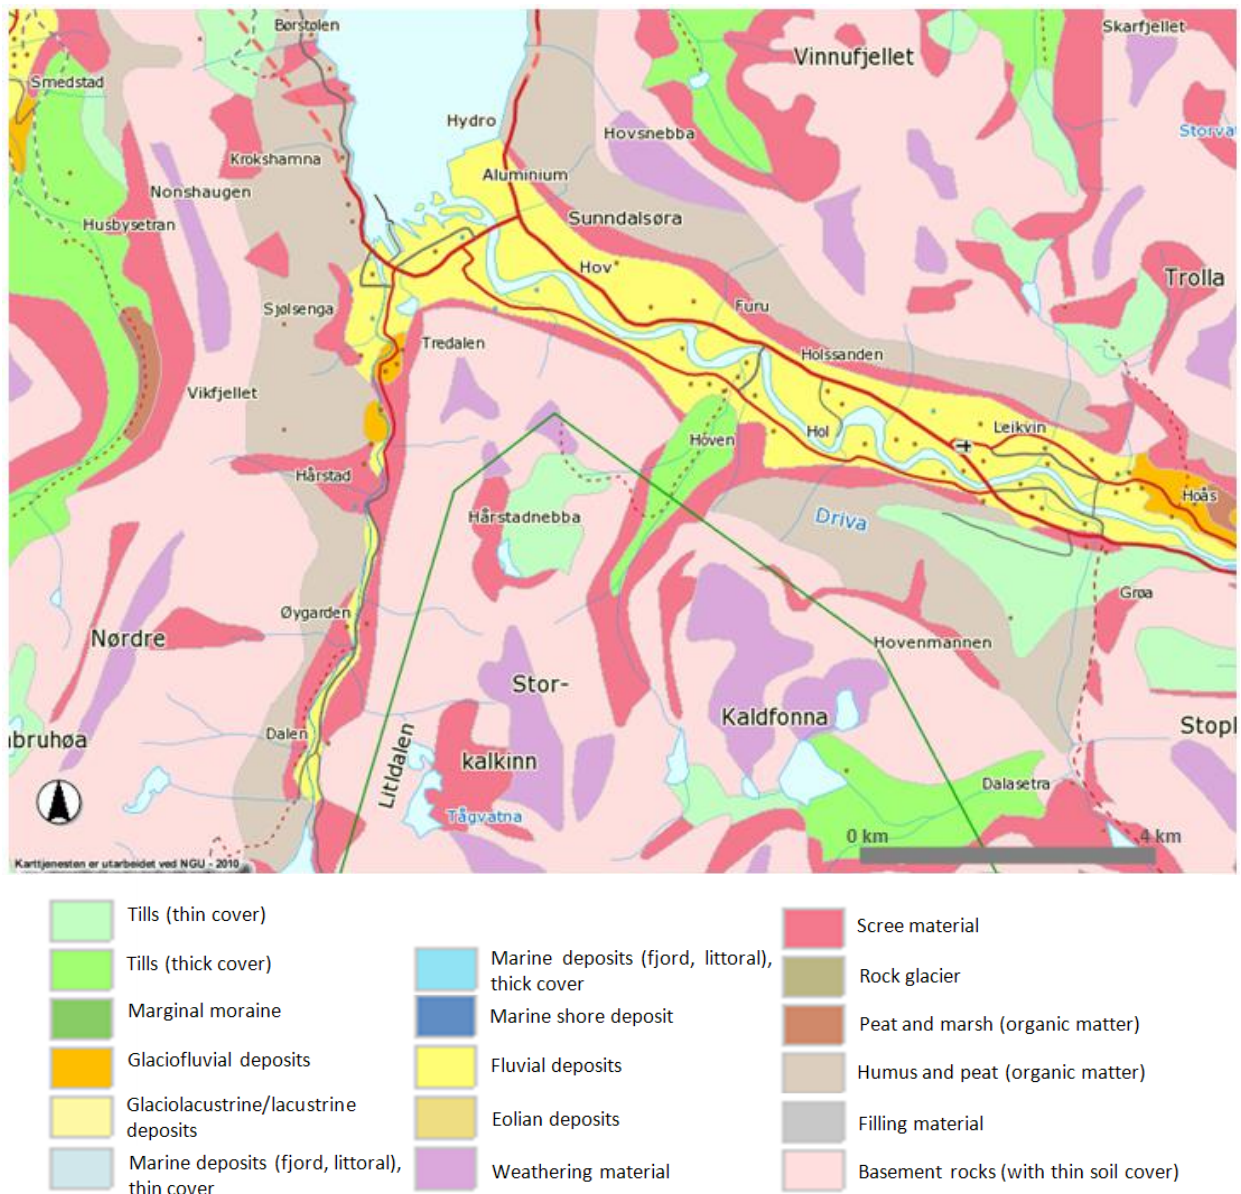 Børstølen
Skarfjellet
Vinnufjellet
Smedstad
Hydro
Hovsnebba
Storva
Krokshamna
Aluminium
Nonshaugen
Sunndalsøra
Husbysetran
Hov
Trolla
Sjølsenga
Furu
Tredalen
Holssanden
Vikfjellet
Leikvin
Hol
Hoven
Hårstad
Hoås
Hårstadnebba
Driva
Grøa
Øygarden
Nørdre
Hovenmannen
Stor-
Kaldfonna
Stopl
Dalen
bruhøa
Litldalen
kalkinn
Dalasetra
Tågvatna
0 km
4 km
Karttjenesten er utarbeidet ved NGU - 2010
Tills (thin cover)
Tills (thick cover)
Marginal moraine
Glaciofluvial deposits
Glaciolacustrine/lacustrine
deposits
Marine deposits (fjord, littoral),
thin cover
Marine deposits (fjord, littoral),
thick cover
Marine shore deposit
Fluvial deposits
Eolian deposits
Weathering material
Scree material
Rock glacier
Peat and marsh (organic matter)
Humus and peat (organic matter)
Filling material
Basement rocks (with thin soil cover)